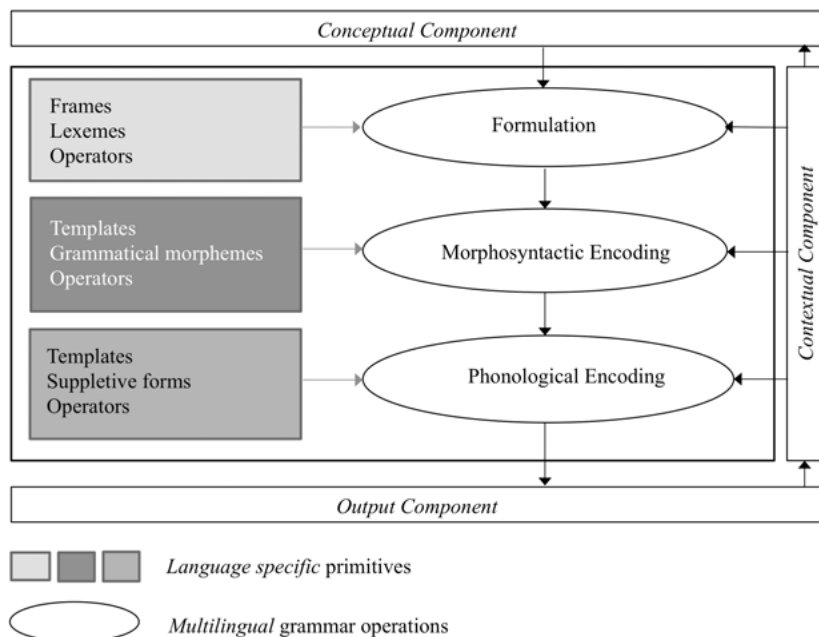 Conceptual Component
Frames
Lexemes
Operators
Formulation
Templates
Grammatical morphemes
Operators
Morphosyntactic Encoding
Templates
Suppletive forms
Operators
Phonological Encoding
Contextual Component
Output Component
Language specific primitives
Multilingual grammar operations